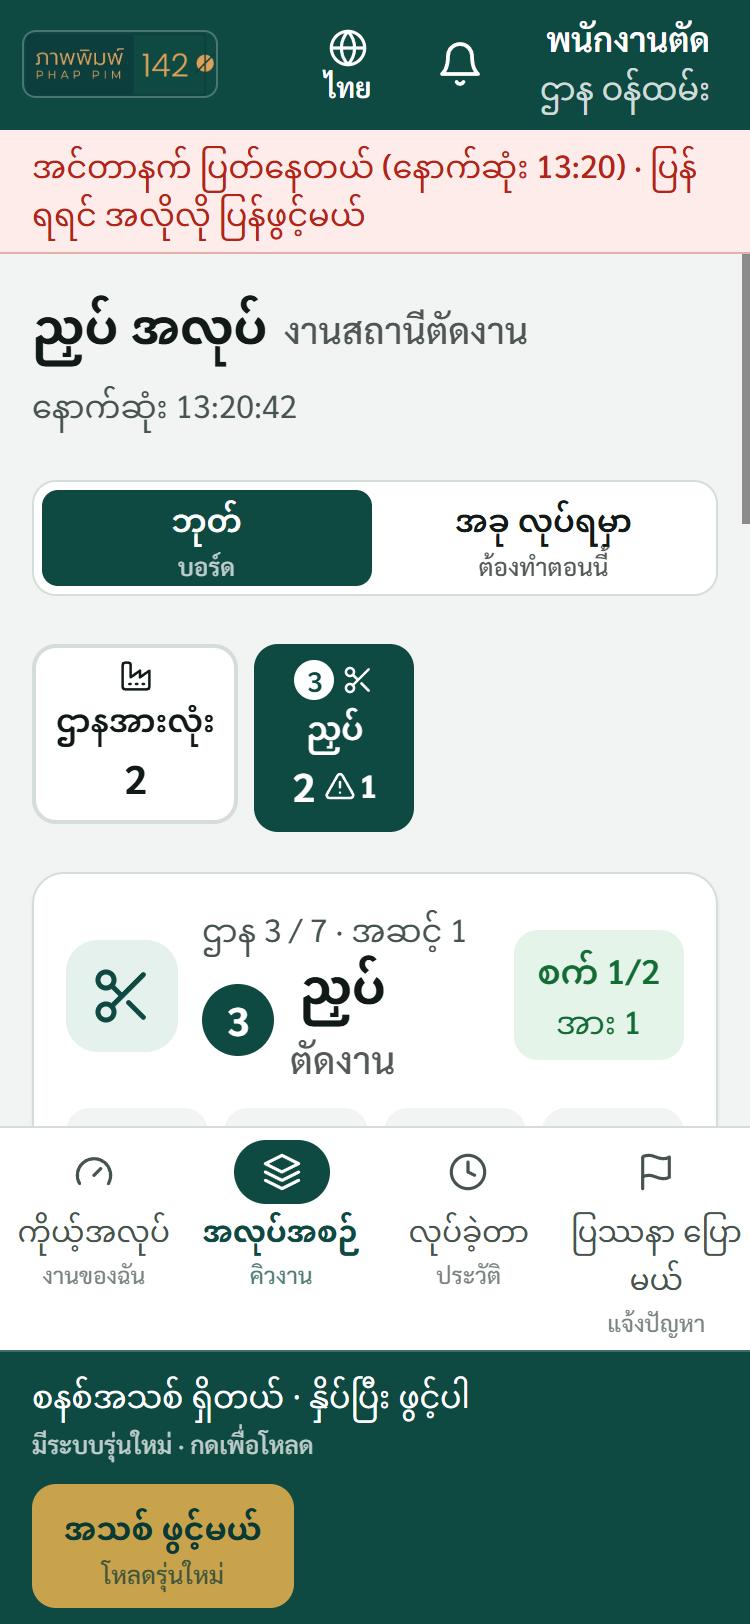 ภาพพิมพ์
PHAP PIM
142
ไทย
พนักงานตัด
ဌာန ဝန်ထမ်း
အင်တာနက် ပြတ်နေတယ် (နောက်ဆုံး 13:20) · ပြန်
ရရင် အလိုလို ပြန်ဖွင့်မယ်
ညှပ် အလုပ် งานสถานีตัดงาน
နောက်ဆုံး 13:20:42
ဘုတ်
บอร์ด
အခု လုပ်ရမှာ
ต้องทำตอนนี้
ဌာနအားလုံး
2
3
ညှပ်
2 1
ဌာန 3 / 7 · အဆင့် 1
3 ညှပ်
ตัดงาน
စက် 1/2
အား 1
ကိုယ့်အလုပ်
งานของฉัน
အလုပ်အစဉ်
คิวงาน
လုပ်ခဲ့တာ
ประวัติ
ပြဿနာ ပြော
မယ်
แจ้งปัญหา
စနစ်အသစ် ရှိတယ် · နှိပ်ပြီး ဖွင့်ပါ
มีระบบรุ่นใหม่ · กดเพื่อโหลด
အသစ် ဖွင့်မယ်
โหลดรุ่นใหม่